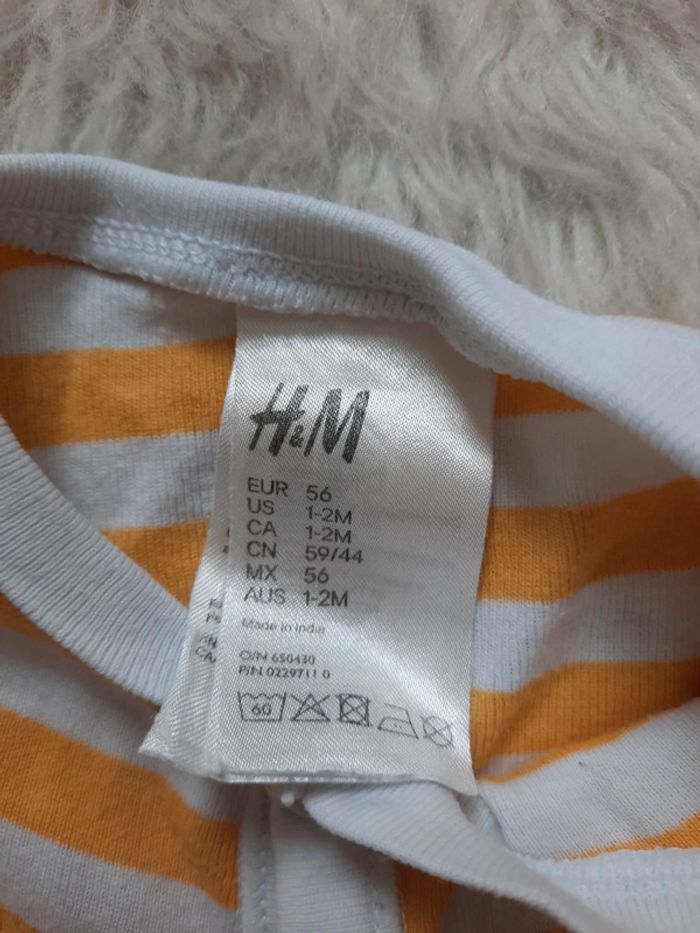 H&M
EUR 56
US 1-2M
CA 1-2M
CN 59/44
MX 56
AUS 1-2M
Made in India
O/N 650430
P/N 0229711 0
60